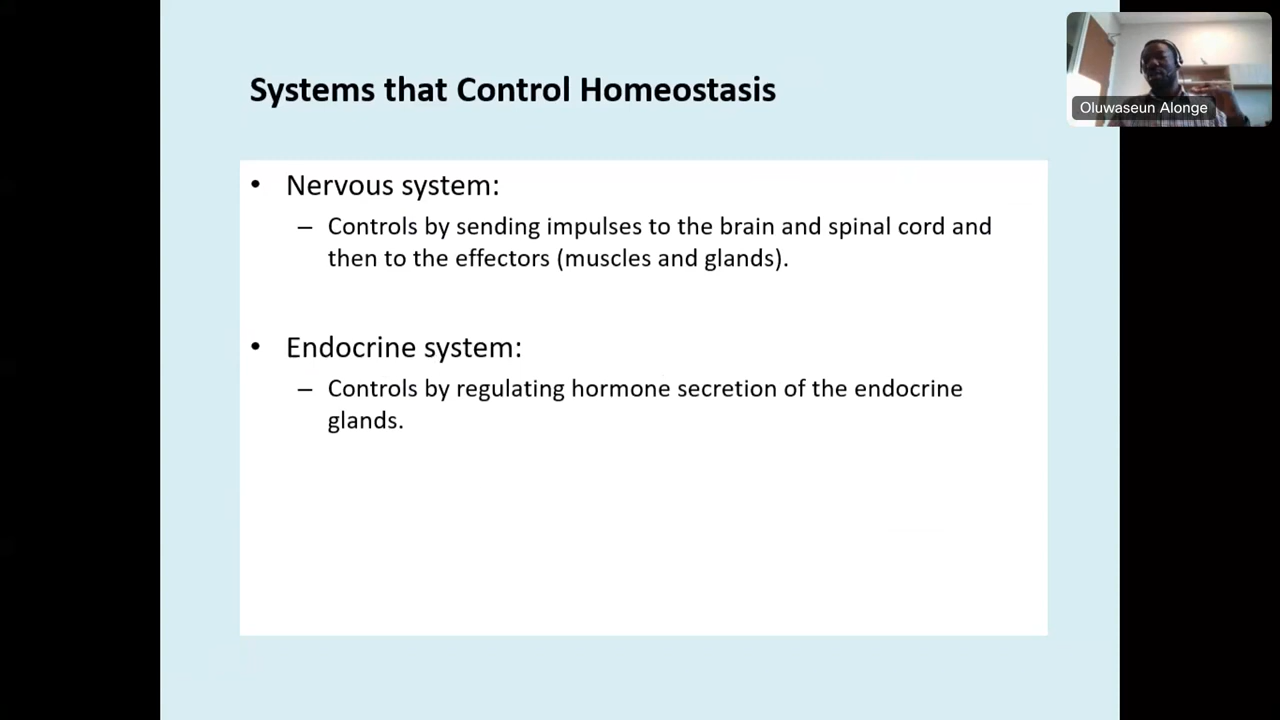 Systems that Control Homeostasis
Oluwaseun Alonge
• Nervous system:
– Controls by sending impulses to the brain and spinal cord and
then to the effectors (muscles and glands).
• Endocrine system:
– Controls by regulating hormone secretion of the endocrine
glands.